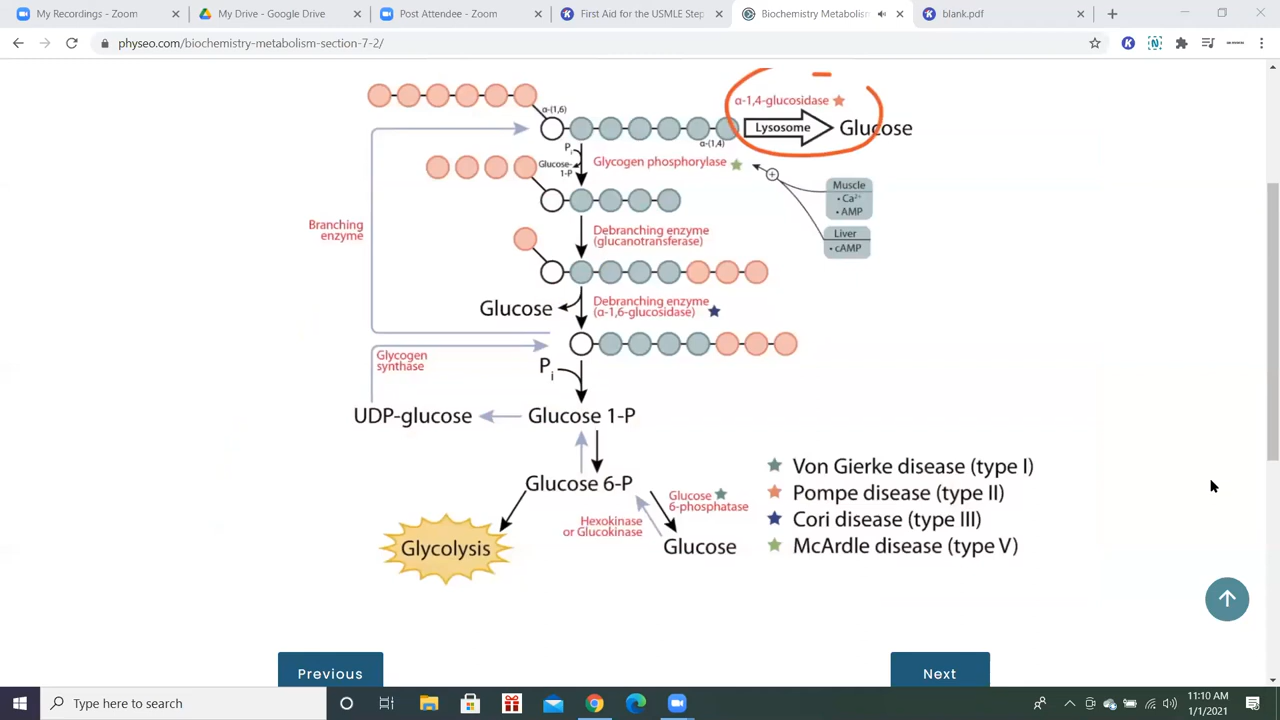 My Recordings - Zoom
My Drive - Google Drive
Post Attendee - Zoom
First Aid for the USMLE Step
Biochemistry Metabolism
blank.pdf
physeo.com/biochemistry-metabolism-section-7-2/
α-1,4-glucosidase
α-(1,6)
Lysosome
Glucose
α-(1,4)
Pi
Glucose-
1-P
Glycogen phosphorylase
Muscle
• Ca2+
• AMP
Liver
• cAMP
Branching
enzyme
Debranching enzyme
(glucanotransferase)
Glucose
Debranching enzyme
(α-1,6-glucosidase)
Glycogen
synthase
Pi
UDP-glucose
Glucose 1-P
Glucose 6-P
Glucose
6-phosphatase
Hexokinase
or Glucokinase
Glycolysis
Glucose
Von Gierke disease (type I)
Pompe disease (type II)
Cori disease (type III)
McArdle disease (type V)
Previous
Next
Type here to search
11:10 AM
1/1/2021